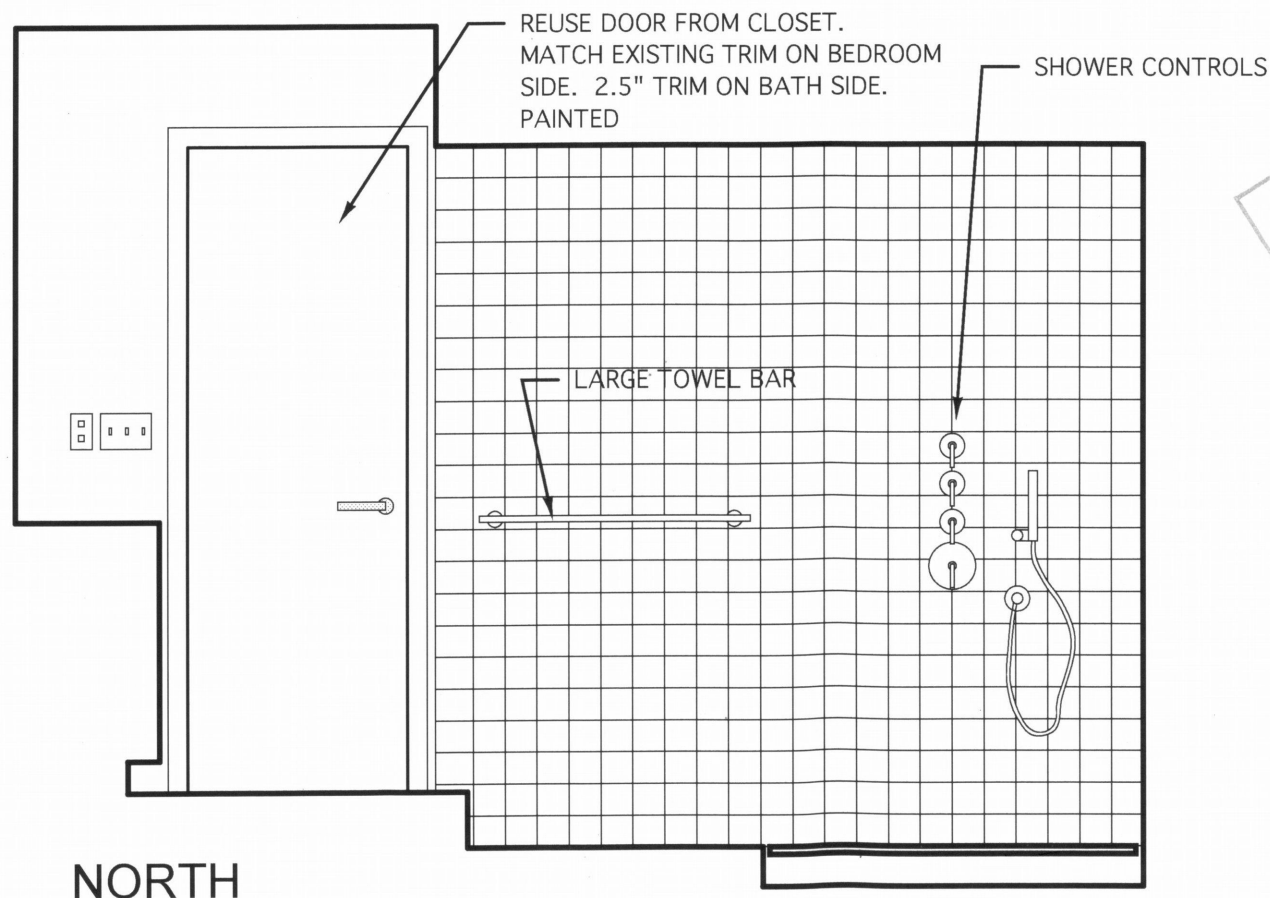 REUSE DOOR FROM CLOSET.
MATCH EXISTING TRIM ON BEDROOM
SIDE. 2.5" TRIM ON BATH SIDE.
PAINTED
SHOWER CONTROLS
LARGE TOWEL BAR
NORTH